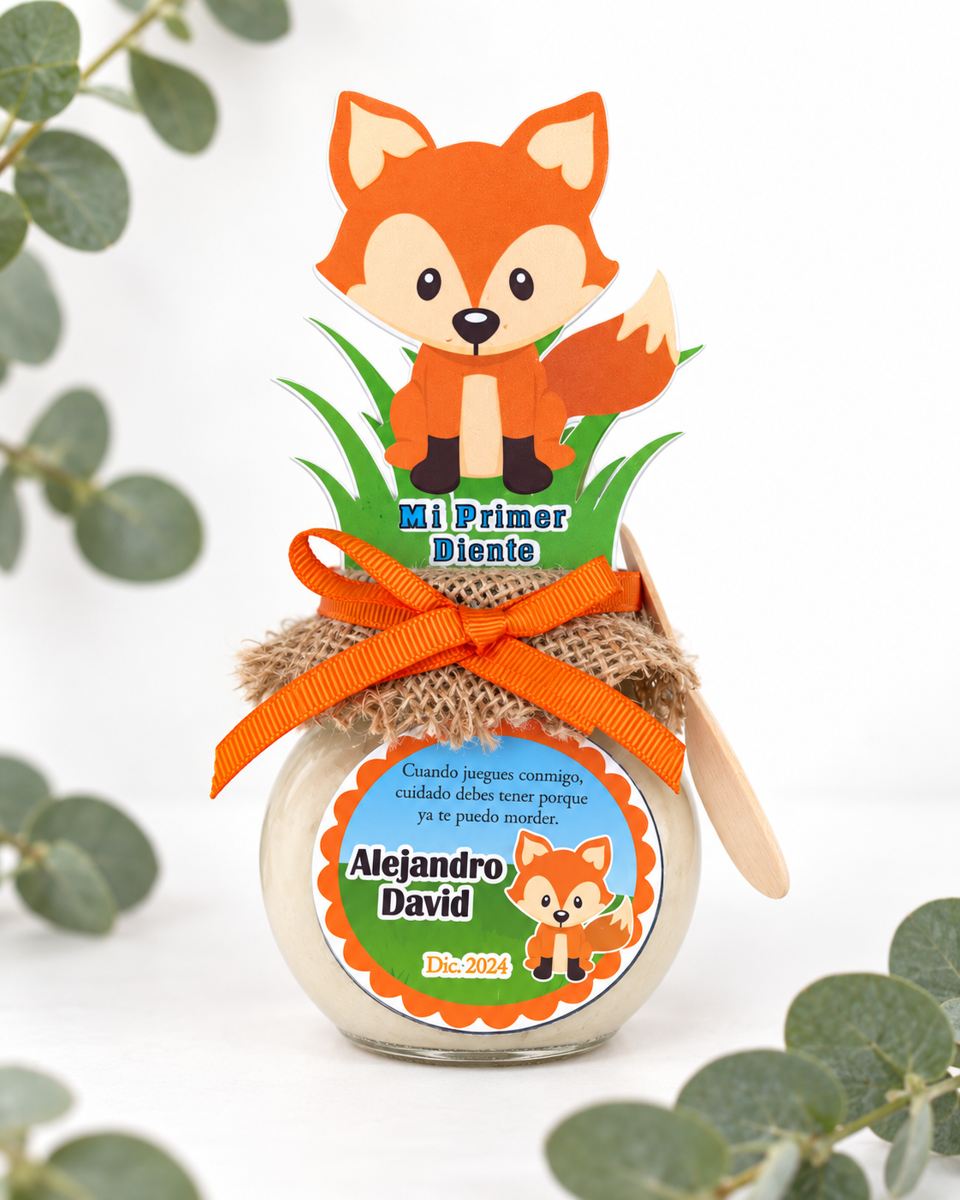 Mi Primer
Diente
Cuando juegues conmigo,
cuidado debes tener porque
ya te puedo morder.
Alejandro
David
Dic. 2024